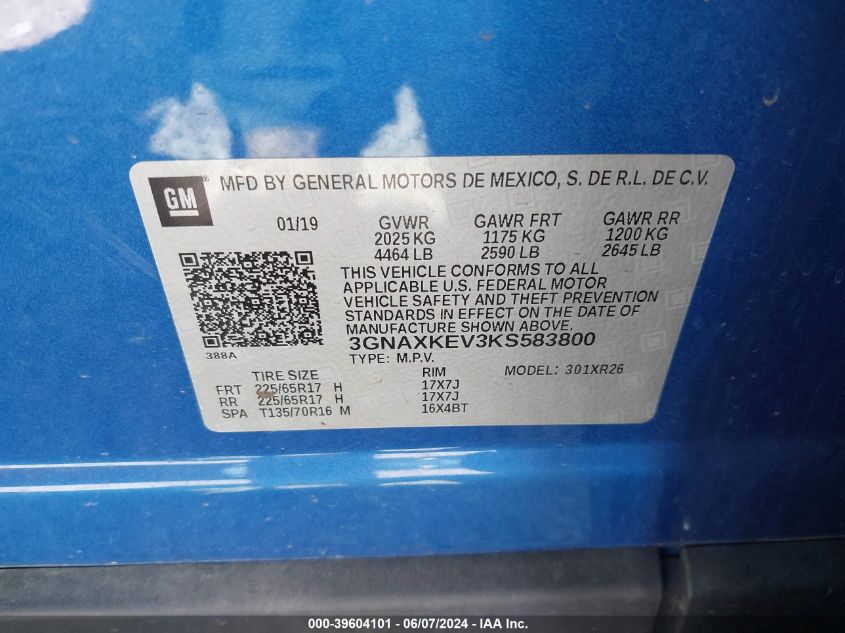 GM ® MFD BY GENERAL MOTORS DE MEXICO, S. DE R.L. DE C.V.
01/19 GVWR GAWR FRT GAWR RR
2025 KG 1175 KG 1200 KG
4464 LB 2590 LB 2645 LB
THIS VEHICLE CONFORMS TO ALL
APPLICABLE U.S. FEDERAL MOTOR
VEHICLE SAFETY AND THEFT PREVENTION
STANDARDS IN EFFECT ON THE DATE OF
MANUFACTURE SHOWN ABOVE.
3GNAXKEV3KS583800
388A
TYPE: M.P.V. MODEL: 301XR26
TIRE SIZE RIM
FRT 225/65R17 H 17X7J
RR 225/65R17 H 17X7J
SPA T135/70R16 M 16X4BT
000-39604101 - 06/07/2024 - IAA Inc.